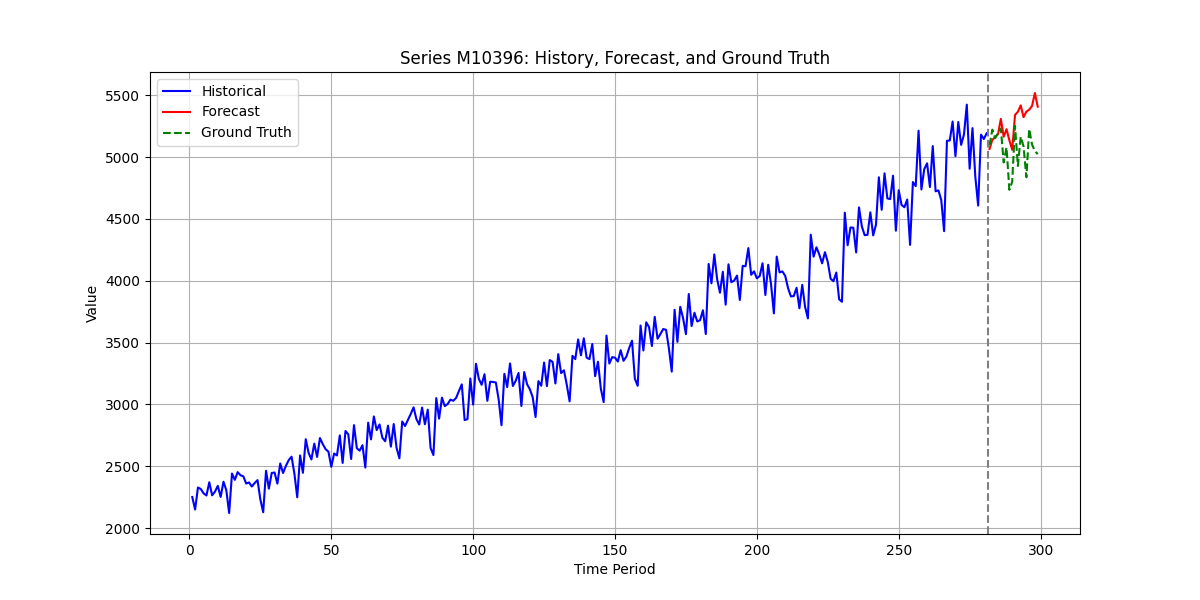 Series M10396: History, Forecast, and Ground Truth
Historical
Forecast
Ground Truth
5500
5000
4500
4000
3500
3000
2500
2000
Value
0 50 100 150 200 250 300
Time Period